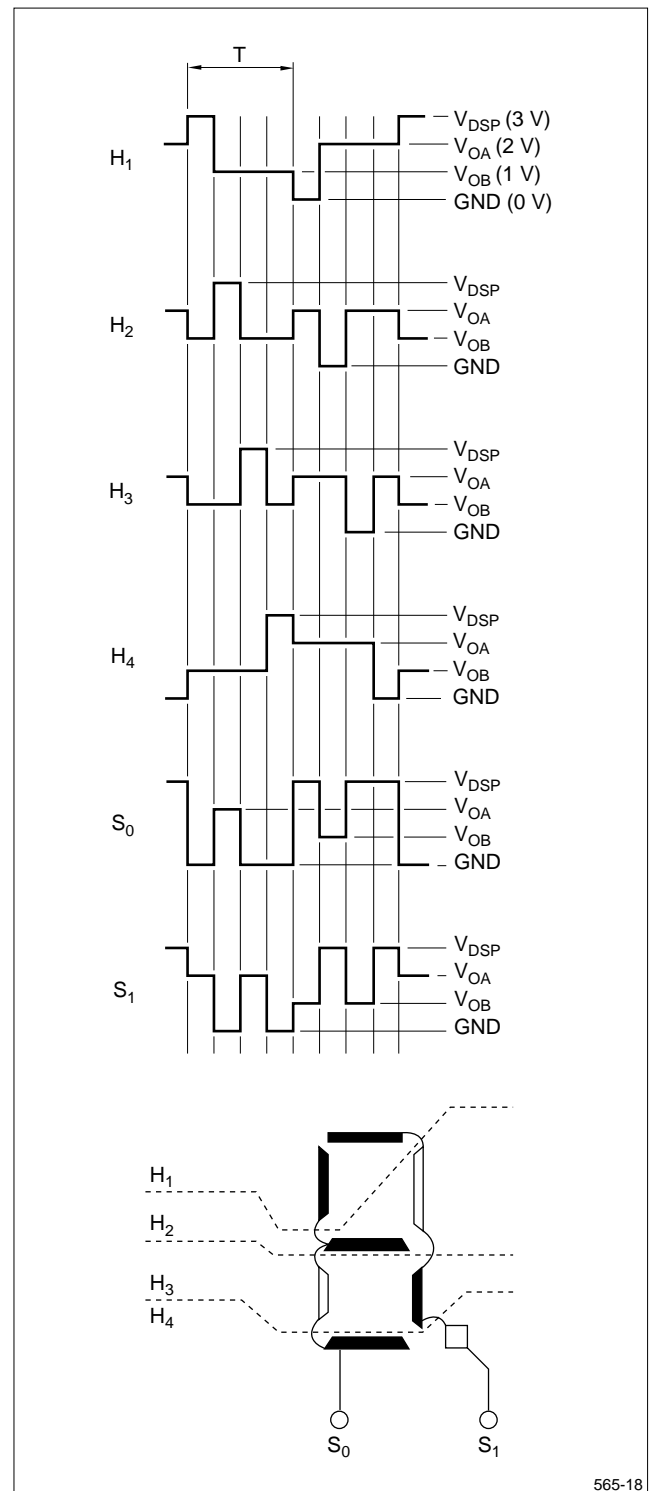 T
H1
VDSP (3 V)
VOA (2 V)
VOB (1 V)
GND (0 V)
H2
VDSP
VOA
VOB
GND
H3
VDSP
VOA
VOB
GND
H4
VDSP
VOA
VOB
GND
S0
VDSP
VOA
VOB
GND
S1
VDSP
VOA
VOB
GND
H1
H2
H3
H4
S0 S1
565-18